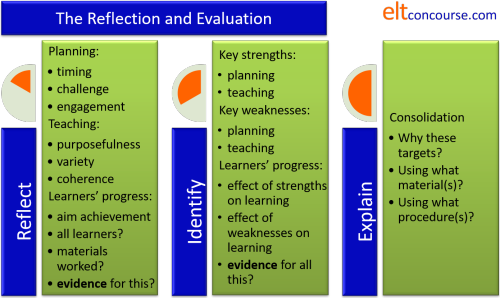 The Reflection and Evaluation
eltconcourse.com
Reflect
Planning:
• timing
• challenge
• engagement
Teaching:
• purposefulness
• variety
• coherence
Learners' progress:
• aim achievement
• all learners?
• materials
worked?
• evidence for this?
Identify
Key strengths:
• planning
• teaching
Key weaknesses:
• planning
• teaching
Learners' progress:
• effect of strengths
on learning
• effect of
weaknesses on
learning
• evidence for all
this?
Explain
Consolidation
• Why these
targets?
• Using what
material(s)?
• Using what
procedure(s)?